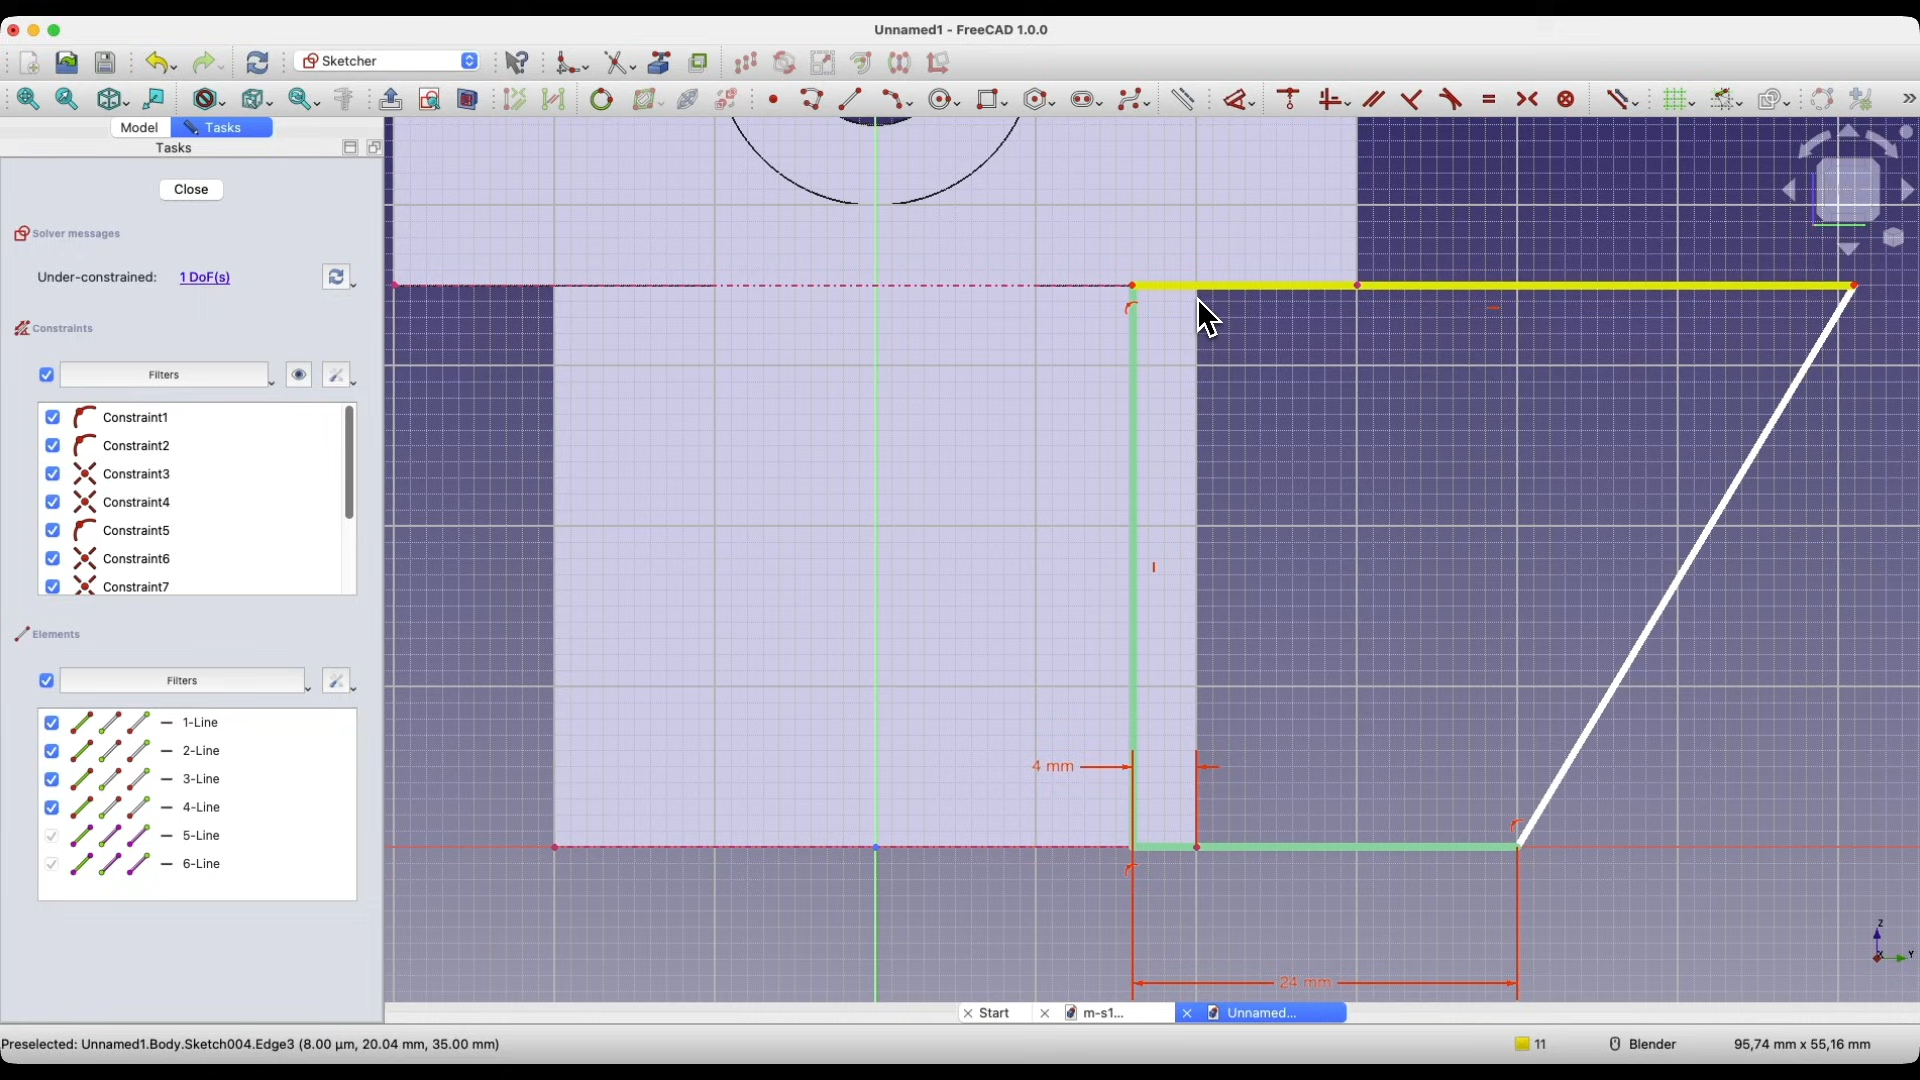 Unnamed1 - FreeCAD 1.0.0
Sketcher
Model
Tasks
Tasks
Close
Solver messages
Under-constrained:
1 DoF(s)
Constraints
Filters
Constraint1
Constraint2
Constraint3
Constraint4
Constraint5
Constraint6
Constraint7
Elements
Filters
1-Line
2-Line
3-Line
4-Line
5-Line
6-Line
4 mm
24 mm
Z
Y
X
Start
m-s1...
Unnamed...
Preselected: Unnamed1.Body.Sketch004.Edge3 (8.00 µm, 20.04 mm, 35.00 mm)
11
Blender
95,74 mm x 55,16 mm